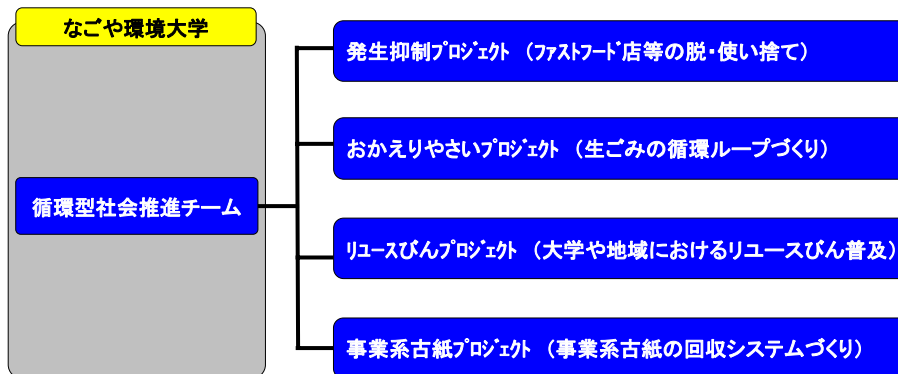 なごや環境大学
循環型社会推進チーム
発生抑制ﾌﾟﾛｼﾞｪｸﾄ （ﾌｧｽﾄﾌｰﾄﾞ店等の脱・使い捨て）
おかえりやさいﾌﾟﾛｼﾞｪｸﾄ （生ごみの循環ループづくり）
ﾘﾕｰｽびんﾌﾟﾛｼﾞｪｸﾄ （大学や地域におけるリユースびん普及）
事業系古紙ﾌﾟﾛｼﾞｪｸﾄ （事業系古紙の回収システムづくり）